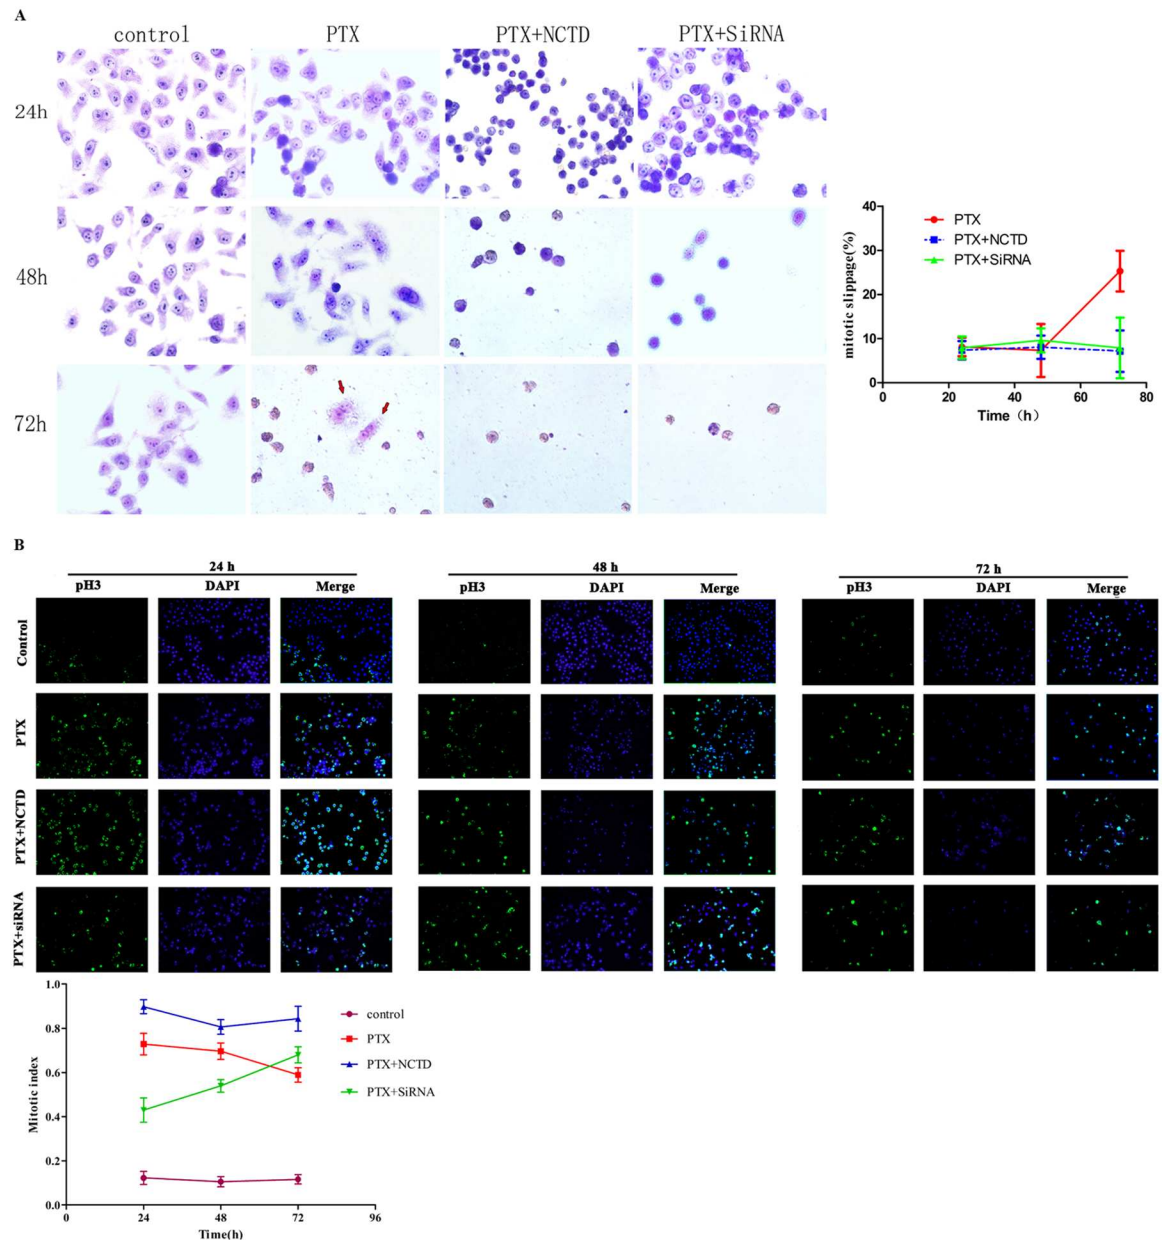 A
control PTX PTX+NCTD PTX+SiRNA
24h
48h
72h
40
30
20
10
0
mitotic slippage(%)
PTX
PTX+NCTD
PTX+SiRNA
0 20 40 60 80
Time（h）
B
24 h 48 h 72 h
pH3 DAPI Merge pH3 DAPI Merge pH3 DAPI Merge
Control
PTX
PTX+NCTD
PTX+siRNA
1.0
0.8
0.6
0.4
0.2
0.0
Mitotic index
control
PTX
PTX+NCTD
PTX+SiRNA
0 24 48 72 96
Time(h)